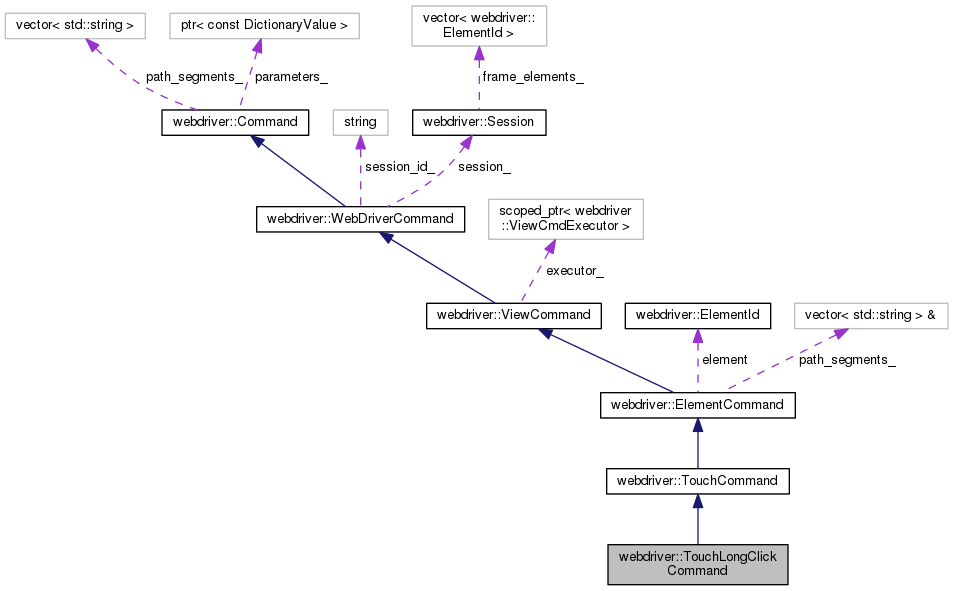 vector< std::string >
ptr< const DictionaryValue >
vector< webdriver::
ElementId >
path_segments_
parameters_
frame_elements_
webdriver::Command
string
webdriver::Session
session_id_
session_
webdriver::WebDriverCommand
scoped_ptr< webdriver
::ViewCmdExecutor >
executor_
webdriver::ViewCommand
webdriver::ElementId
vector< std::string > &
element
path_segments_
webdriver::ElementCommand
webdriver::TouchCommand
webdriver::TouchLongClick
Command